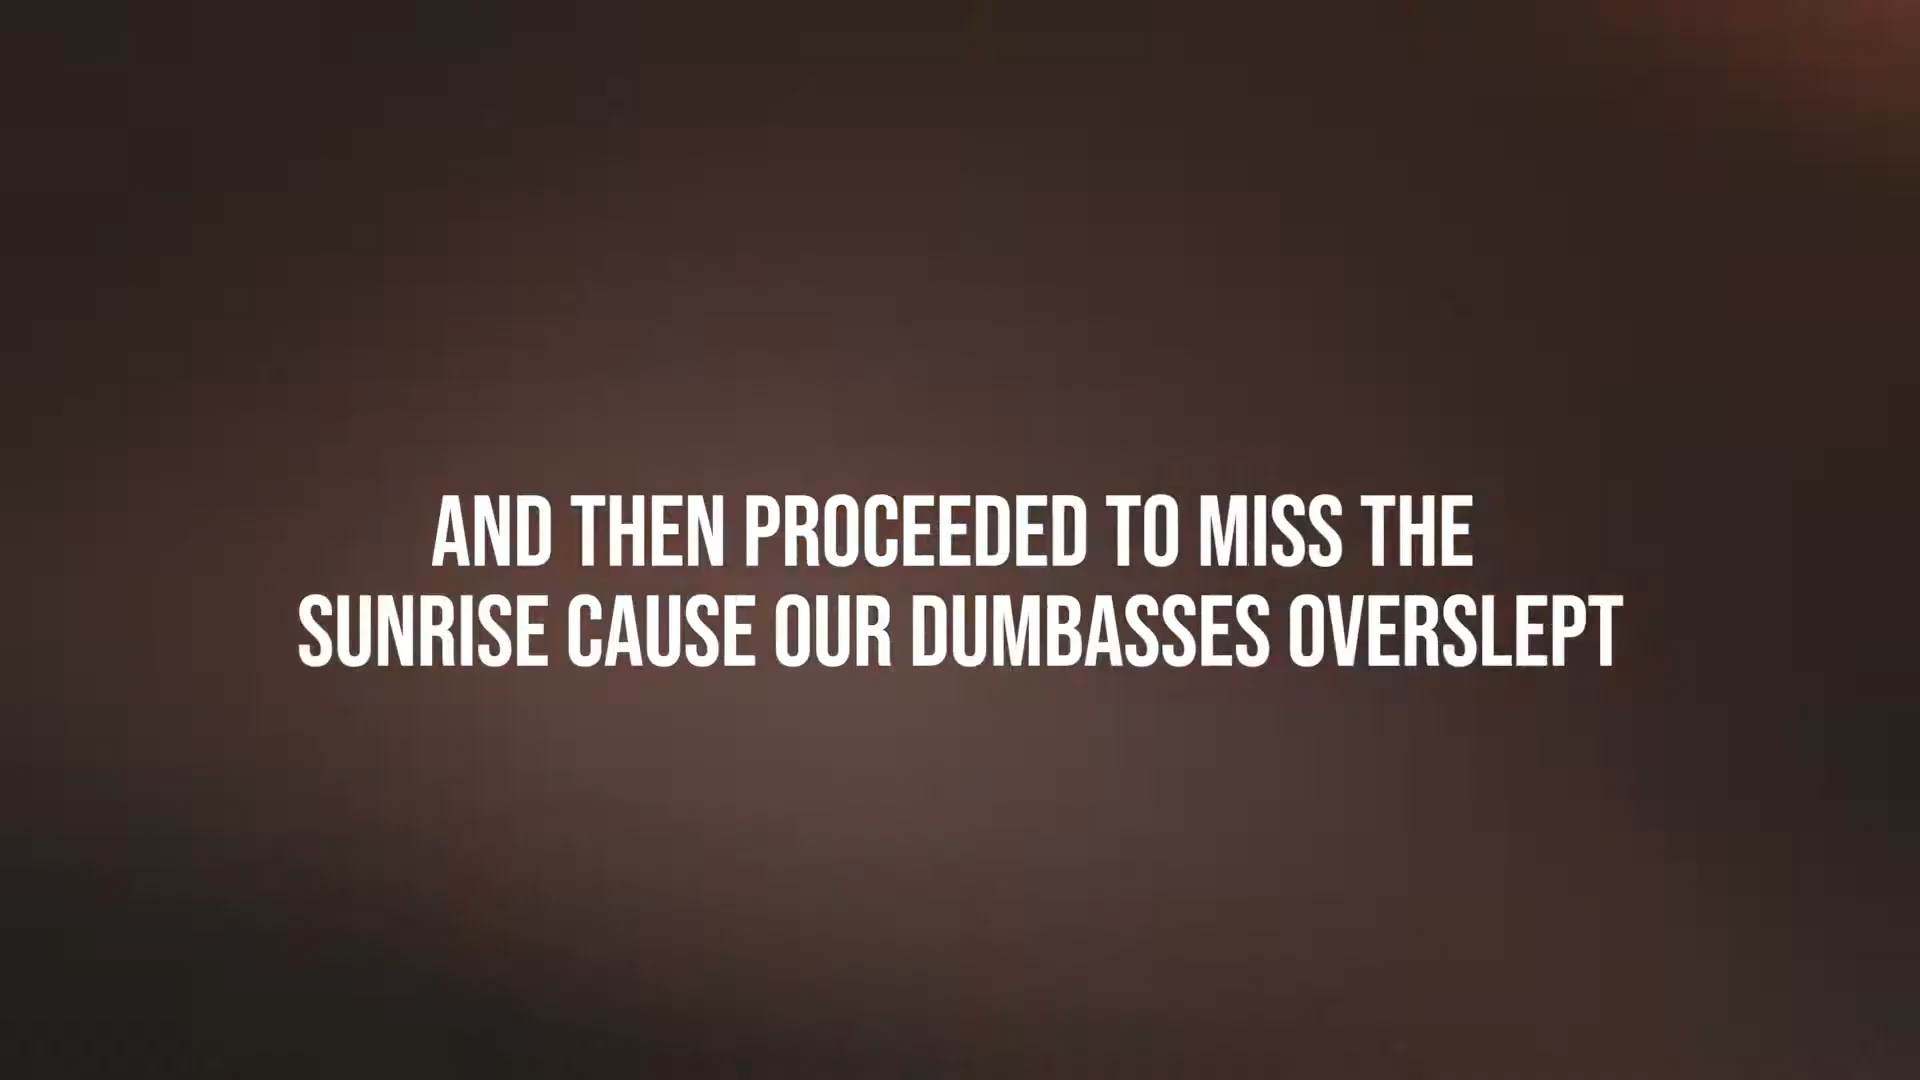 AND THEN PROCEEDED TO MISS THE
SUNRISE CAUSE OUR DUMBASSES OVERSLEPT